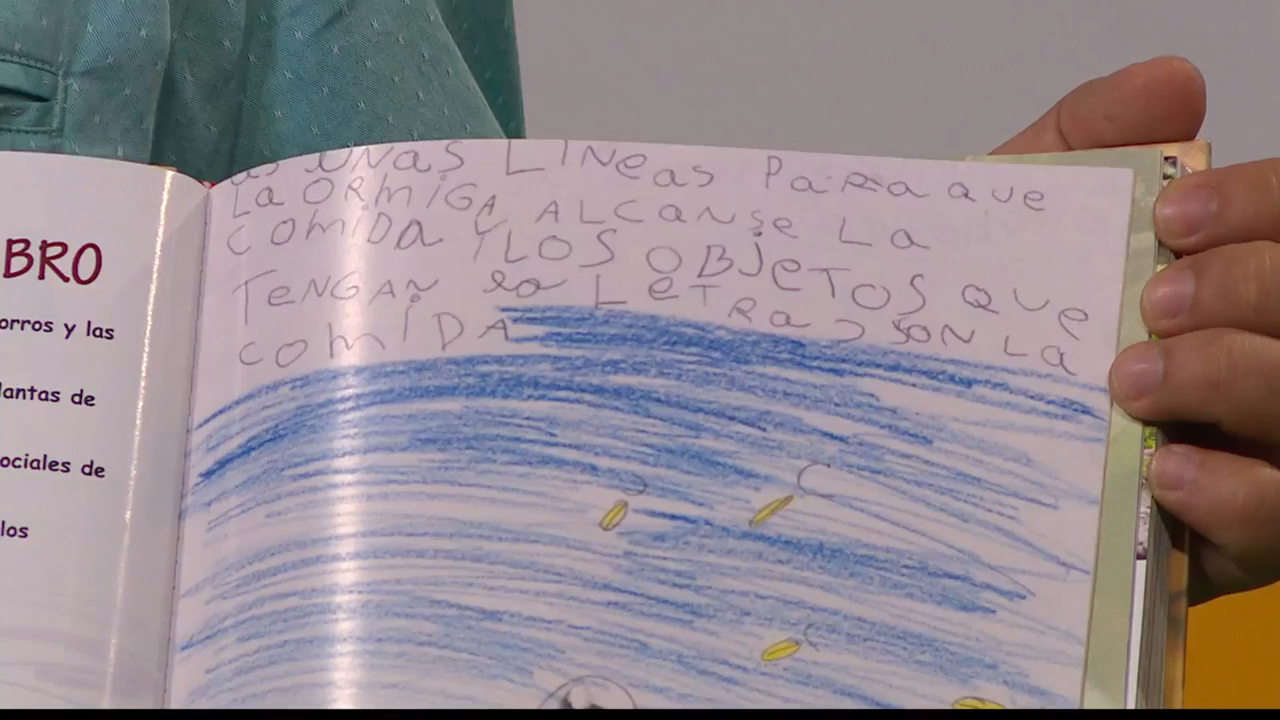 BRO
orros y las
lantas de
ociales de
los
UNAS LINeas PaRa que
La ORMIGA ALCANSe La
COMIDA Y LOS OBJeTOS QUe
TeNGAN La LeTRa SON La
COMIDA
C
C